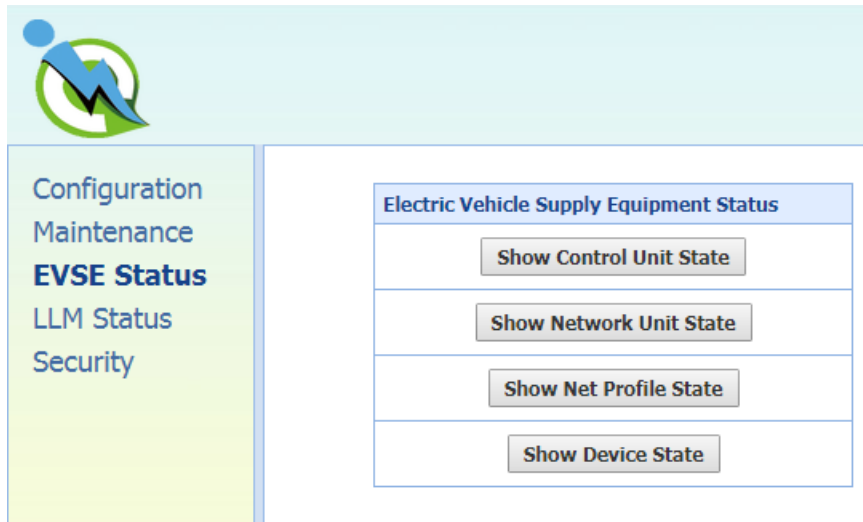 Configuration
Maintenance
EVSE Status
LLM Status
Security
Electric Vehicle Supply Equipment Status
Show Control Unit State
Show Network Unit State
Show Net Profile State
Show Device State